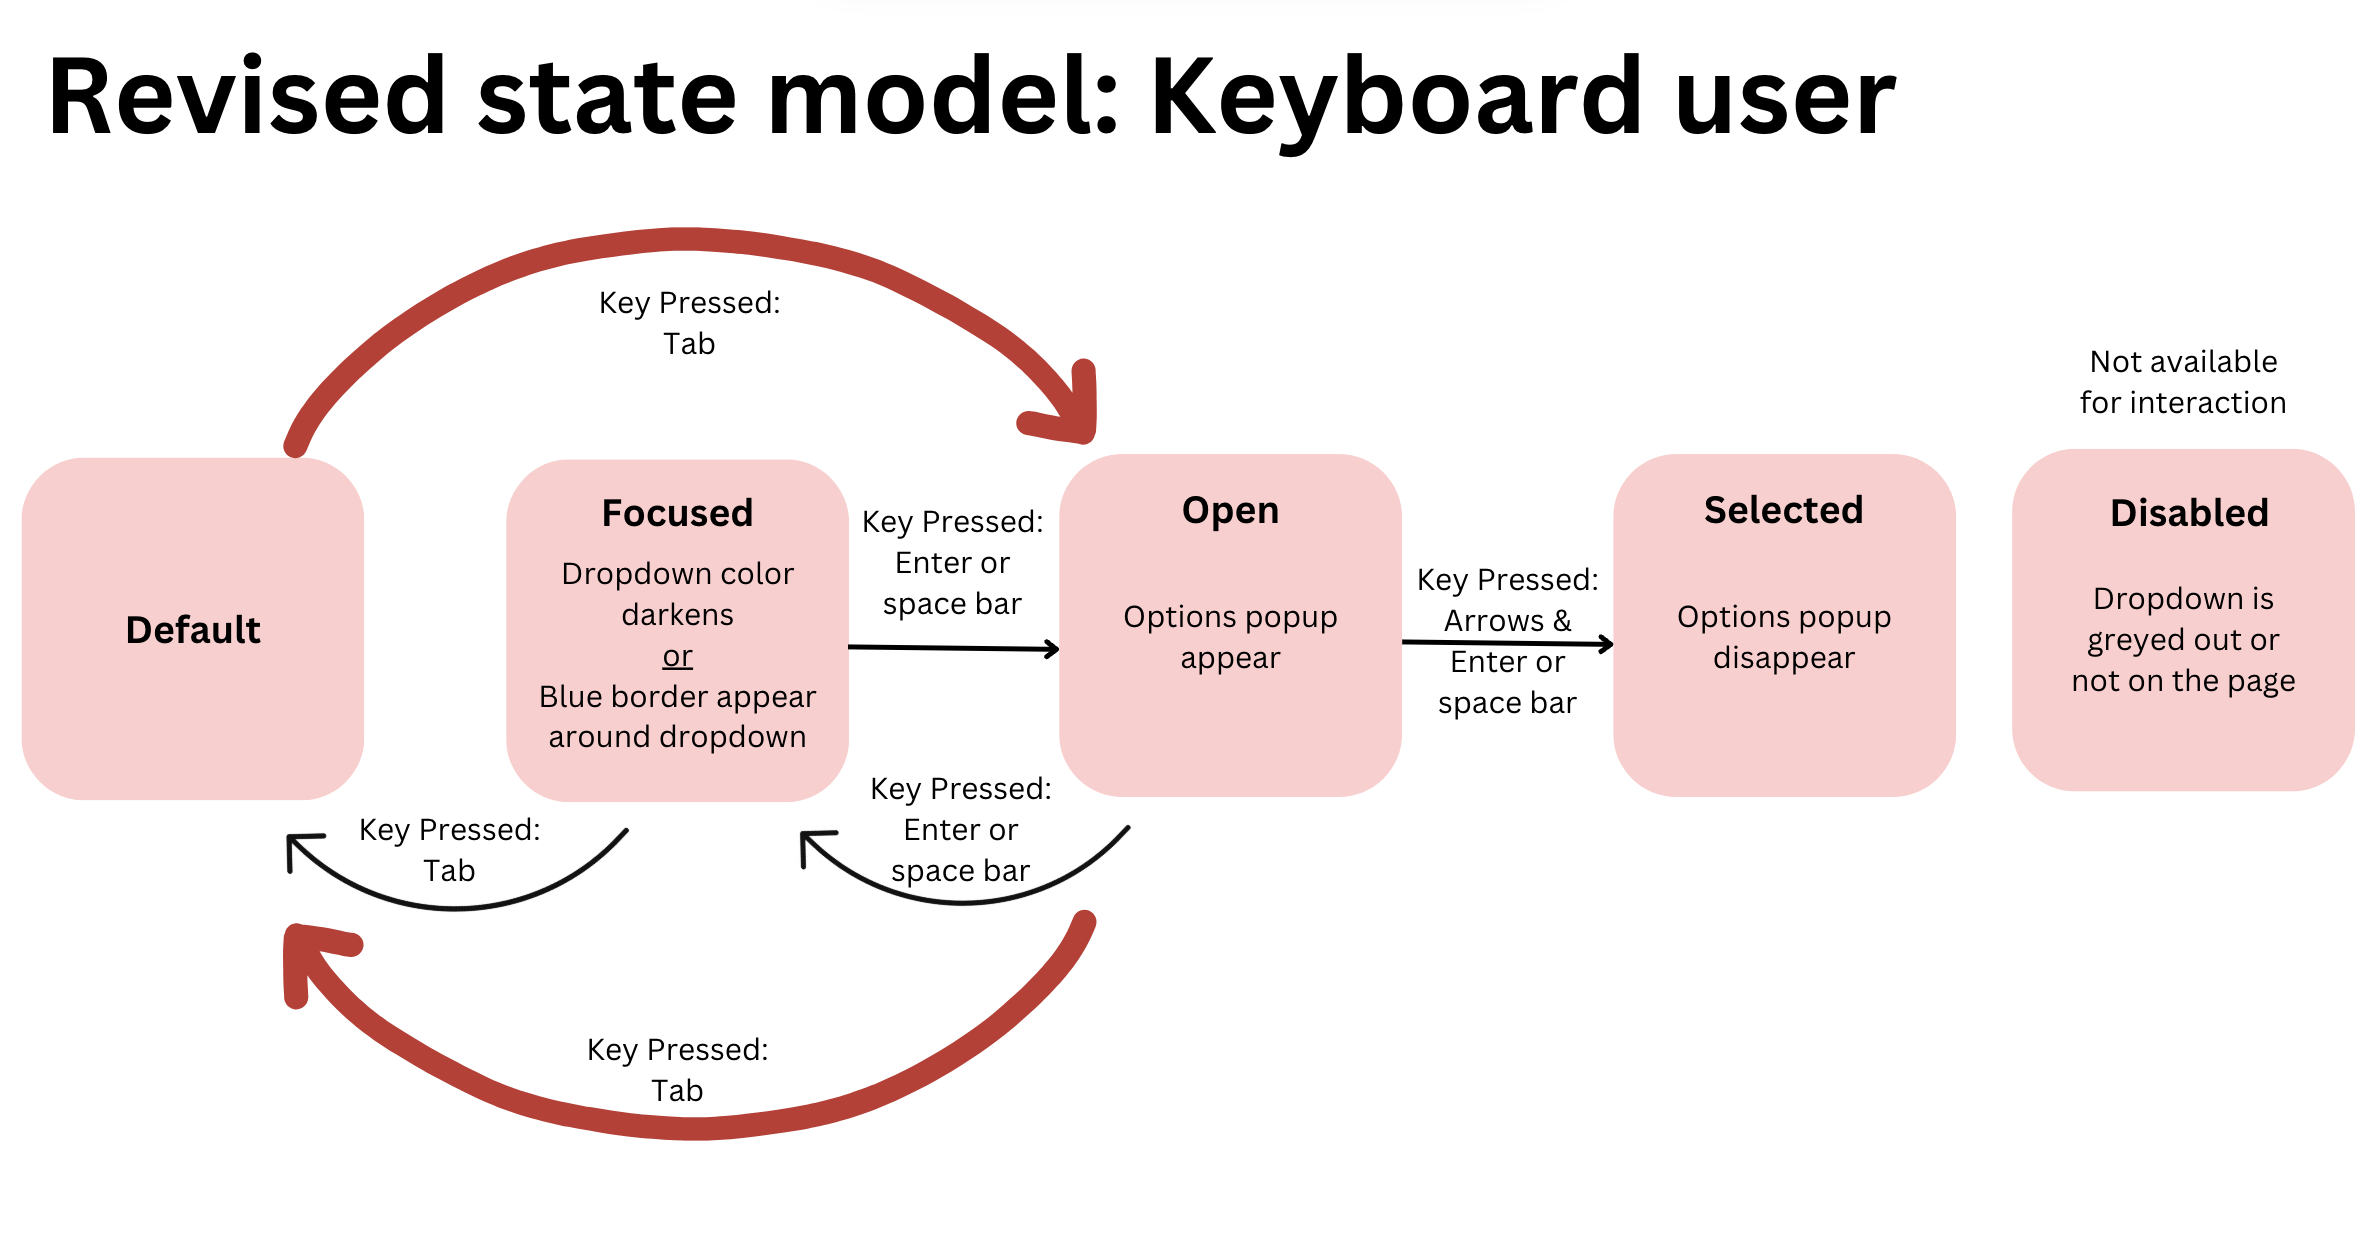 Revised state model: Keyboard user
Key Pressed:
Tab
Default
Focused
Dropdown color
darkens
or
Blue border appear
around dropdown
Key Pressed:
Enter or
space bar
Open
Options popup
appear
Key Pressed:
Arrows &
Enter or
space bar
Selected
Options popup
disappear
Not available
for interaction
Disabled
Dropdown is
greyed out or
not on the page
Key Pressed:
Tab
Key Pressed:
Enter or
space bar
Key Pressed:
Tab